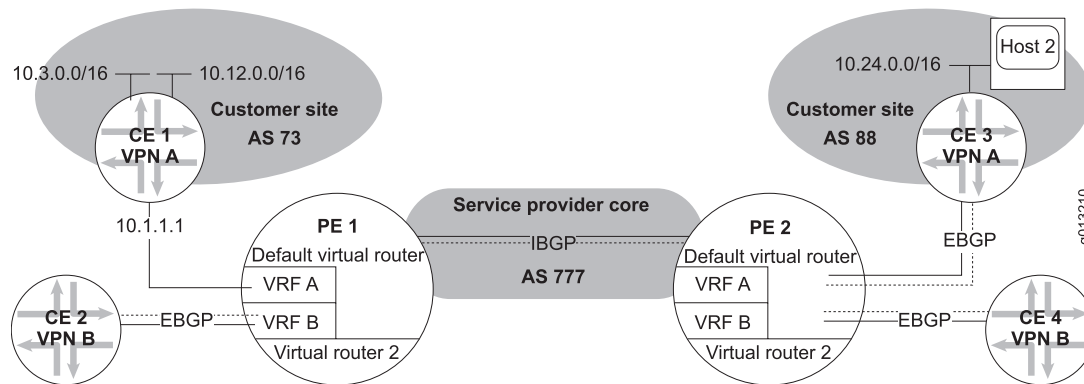 10.3.0.0/16
10.12.0.0/16
Customer site
AS 73
CE 1
VPN A
10.1.1.1
CE 2
VPN B
EBGP
PE 1
Default virtual router
VRF A
VRF B
Virtual router 2
Service provider core
IBGP
AS 777
PE 2
Default virtual router
VRF A
VRF B
Virtual router 2
10.24.0.0/16
Host 2
Customer site
AS 88
CE 3
VPN A
EBGP
EBGP
CE 4
VPN B
g013210